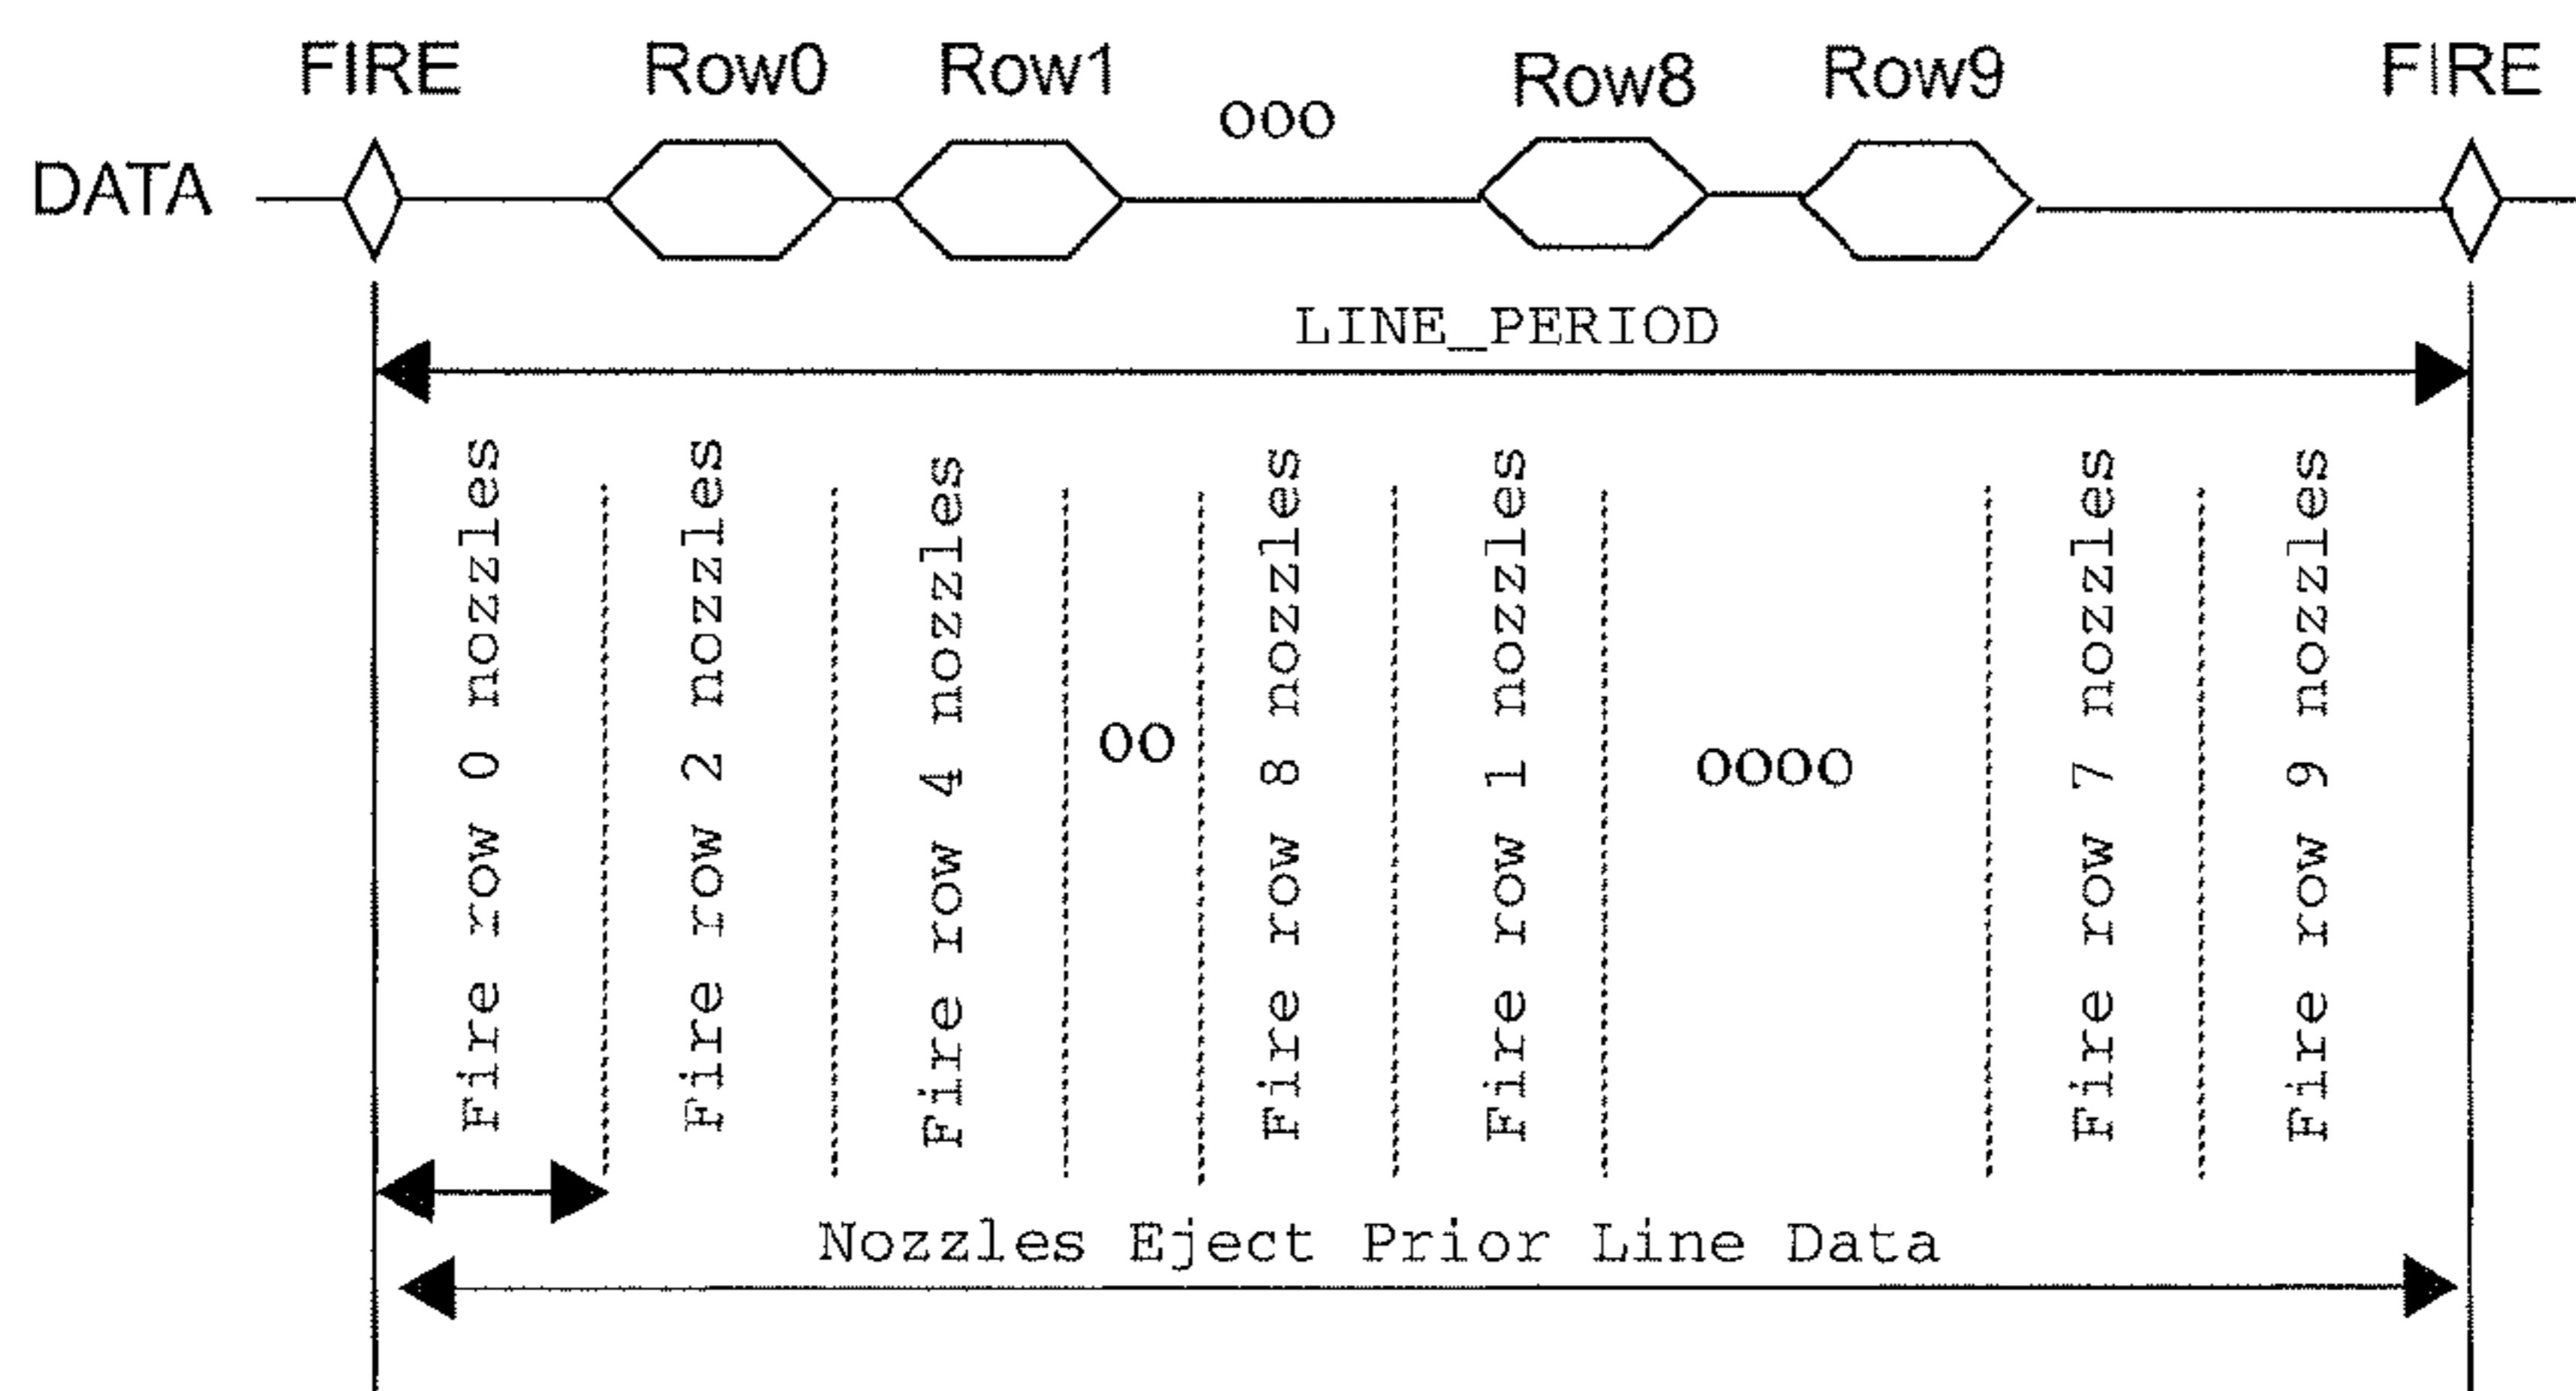 FIRE Row0 Row1 ooo Row8 Row9 FIRE
DATA
LINE_PERIOD
Fire row 0 nozzles
Fire row 2 nozzles
Fire row 4 nozzles
oo
Fire row 8 nozzles
Fire row 1 nozzles
oooo
Fire row 7 nozzles
Fire row 9 nozzles
Nozzles Eject Prior Line Data